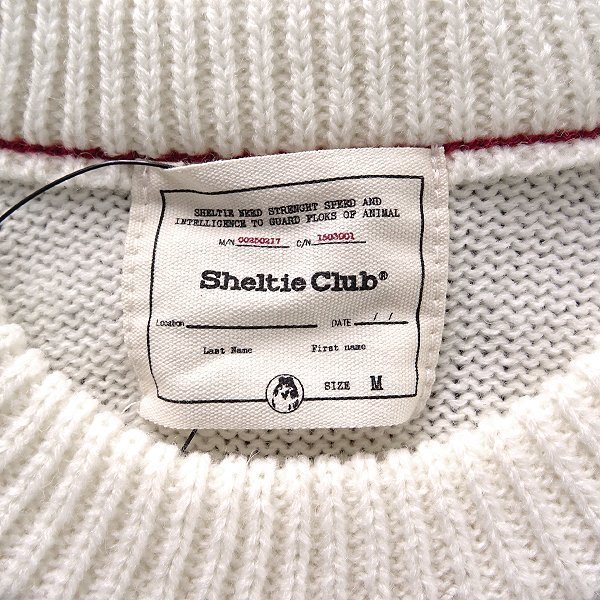 SHELTIE NEED STRENGHT SPEED AND
INTELLIGENCE TO GUARD FLOKS OF ANIMAL
M/N 00250217 C/N 1503001
Sheltie Club®
Location DATE / /
Last Name First name
SIZE M